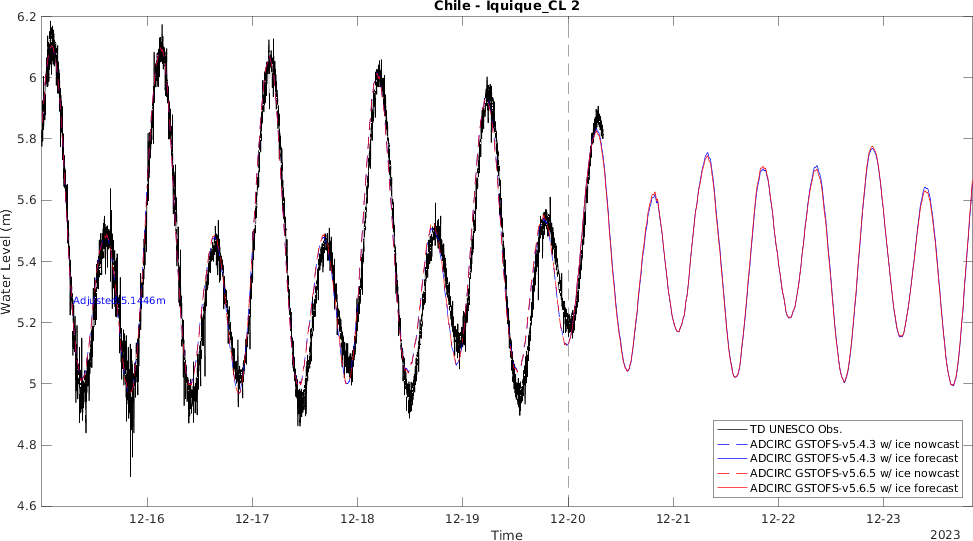 Chile - Iquique_CL 2
6.2
6
5.8
5.6
5.4
5.2
5
4.8
4.6
Water Level (m)
Adjusted 5.1446m
TD UNESCO Obs.
ADCIRC GSTOFS-v5.4.3 w/ ice nowcast
ADCIRC GSTOFS-v5.4.3 w/ ice forecast
ADCIRC GSTOFS-v5.6.5 w/ ice nowcast
ADCIRC GSTOFS-v5.6.5 w/ ice forecast
12-16 12-17 12-18 12-19 12-20 12-21 12-22 12-23
Time
2023